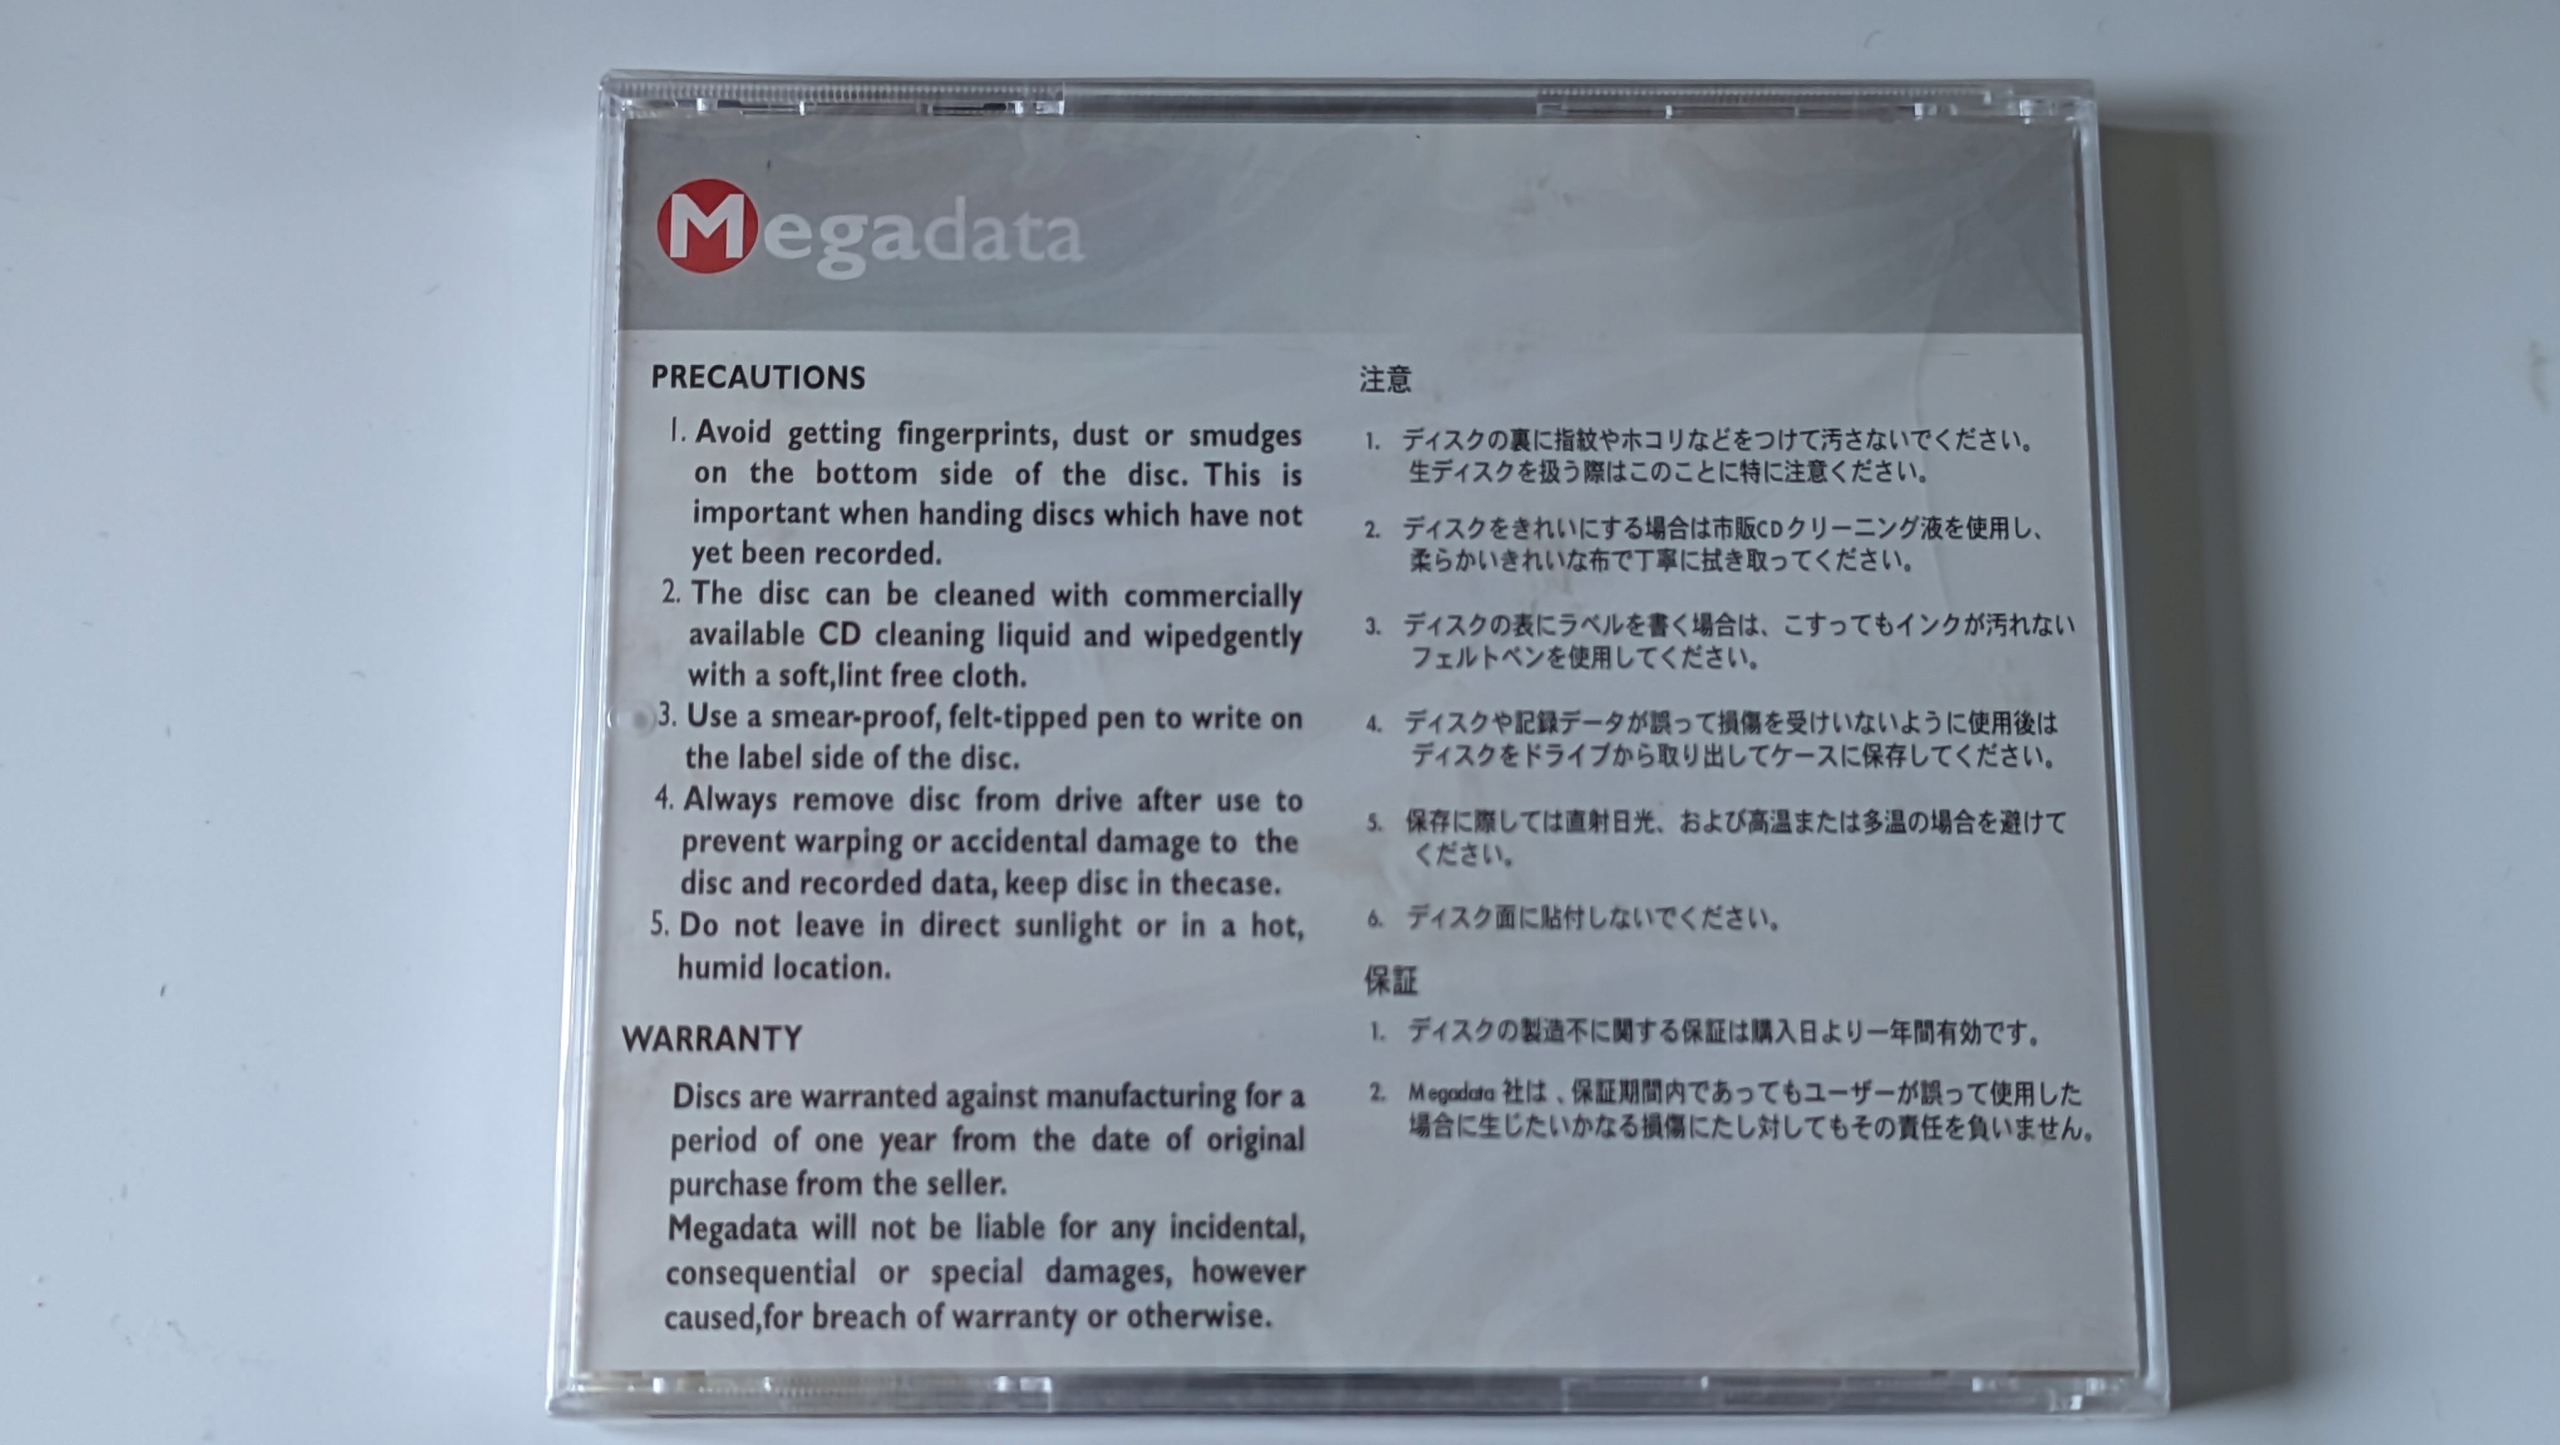 Megadata
PRECAUTIONS
1. Avoid getting fingerprints, dust or smudges
on the bottom side of the disc. This is
important when handing discs which have not
yet been recorded.
2. The disc can be cleaned with commercially
available CD cleaning liquid and wipedgently
with a soft,lint free cloth.
3. Use a smear-proof, felt-tipped pen to write on
the label side of the disc.
4. Always remove disc from drive after use to
prevent warping or accidental damage to the
disc and recorded data, keep disc in thecase.
5. Do not leave in direct sunlight or in a hot,
humid location.
WARRANTY
Discs are warranted against manufacturing for a
period of one year from the date of original
purchase from the seller.
Megadata will not be liable for any incidental,
consequential or special damages, however
caused,for breach of warranty or otherwise.
注意
1. ディスクの裏に指紋やホコリなどをつけて汚さないでください。
生ディスクを扱う際はこのことに特に注意ください。
2. ディスクをきれいにする場合は市販CDクリーニング液を使用し、
柔らかいきれいな布で丁寧に拭き取ってください。
3. ディスクの表にラベルを書く場合は、こすってもインクが汚れない
フェルトペンを使用してください。
4. ディスクや記録データが誤って損傷を受けいないように使用後は
ディスクをドライブから取り出してケースに保存してください。
5. 保存に際しては直射日光、および高温または多温の場合を避けて
ください。
6. ディスク面に貼付しないでください。
保証
1. ディスクの製造不に関する保証は購入日より一年間有効です。
2. Megadata 社は、保証期間内であってもユーザーが誤って使用した
場合に生じたいかなる損傷にたし対してもその責任を負いません。